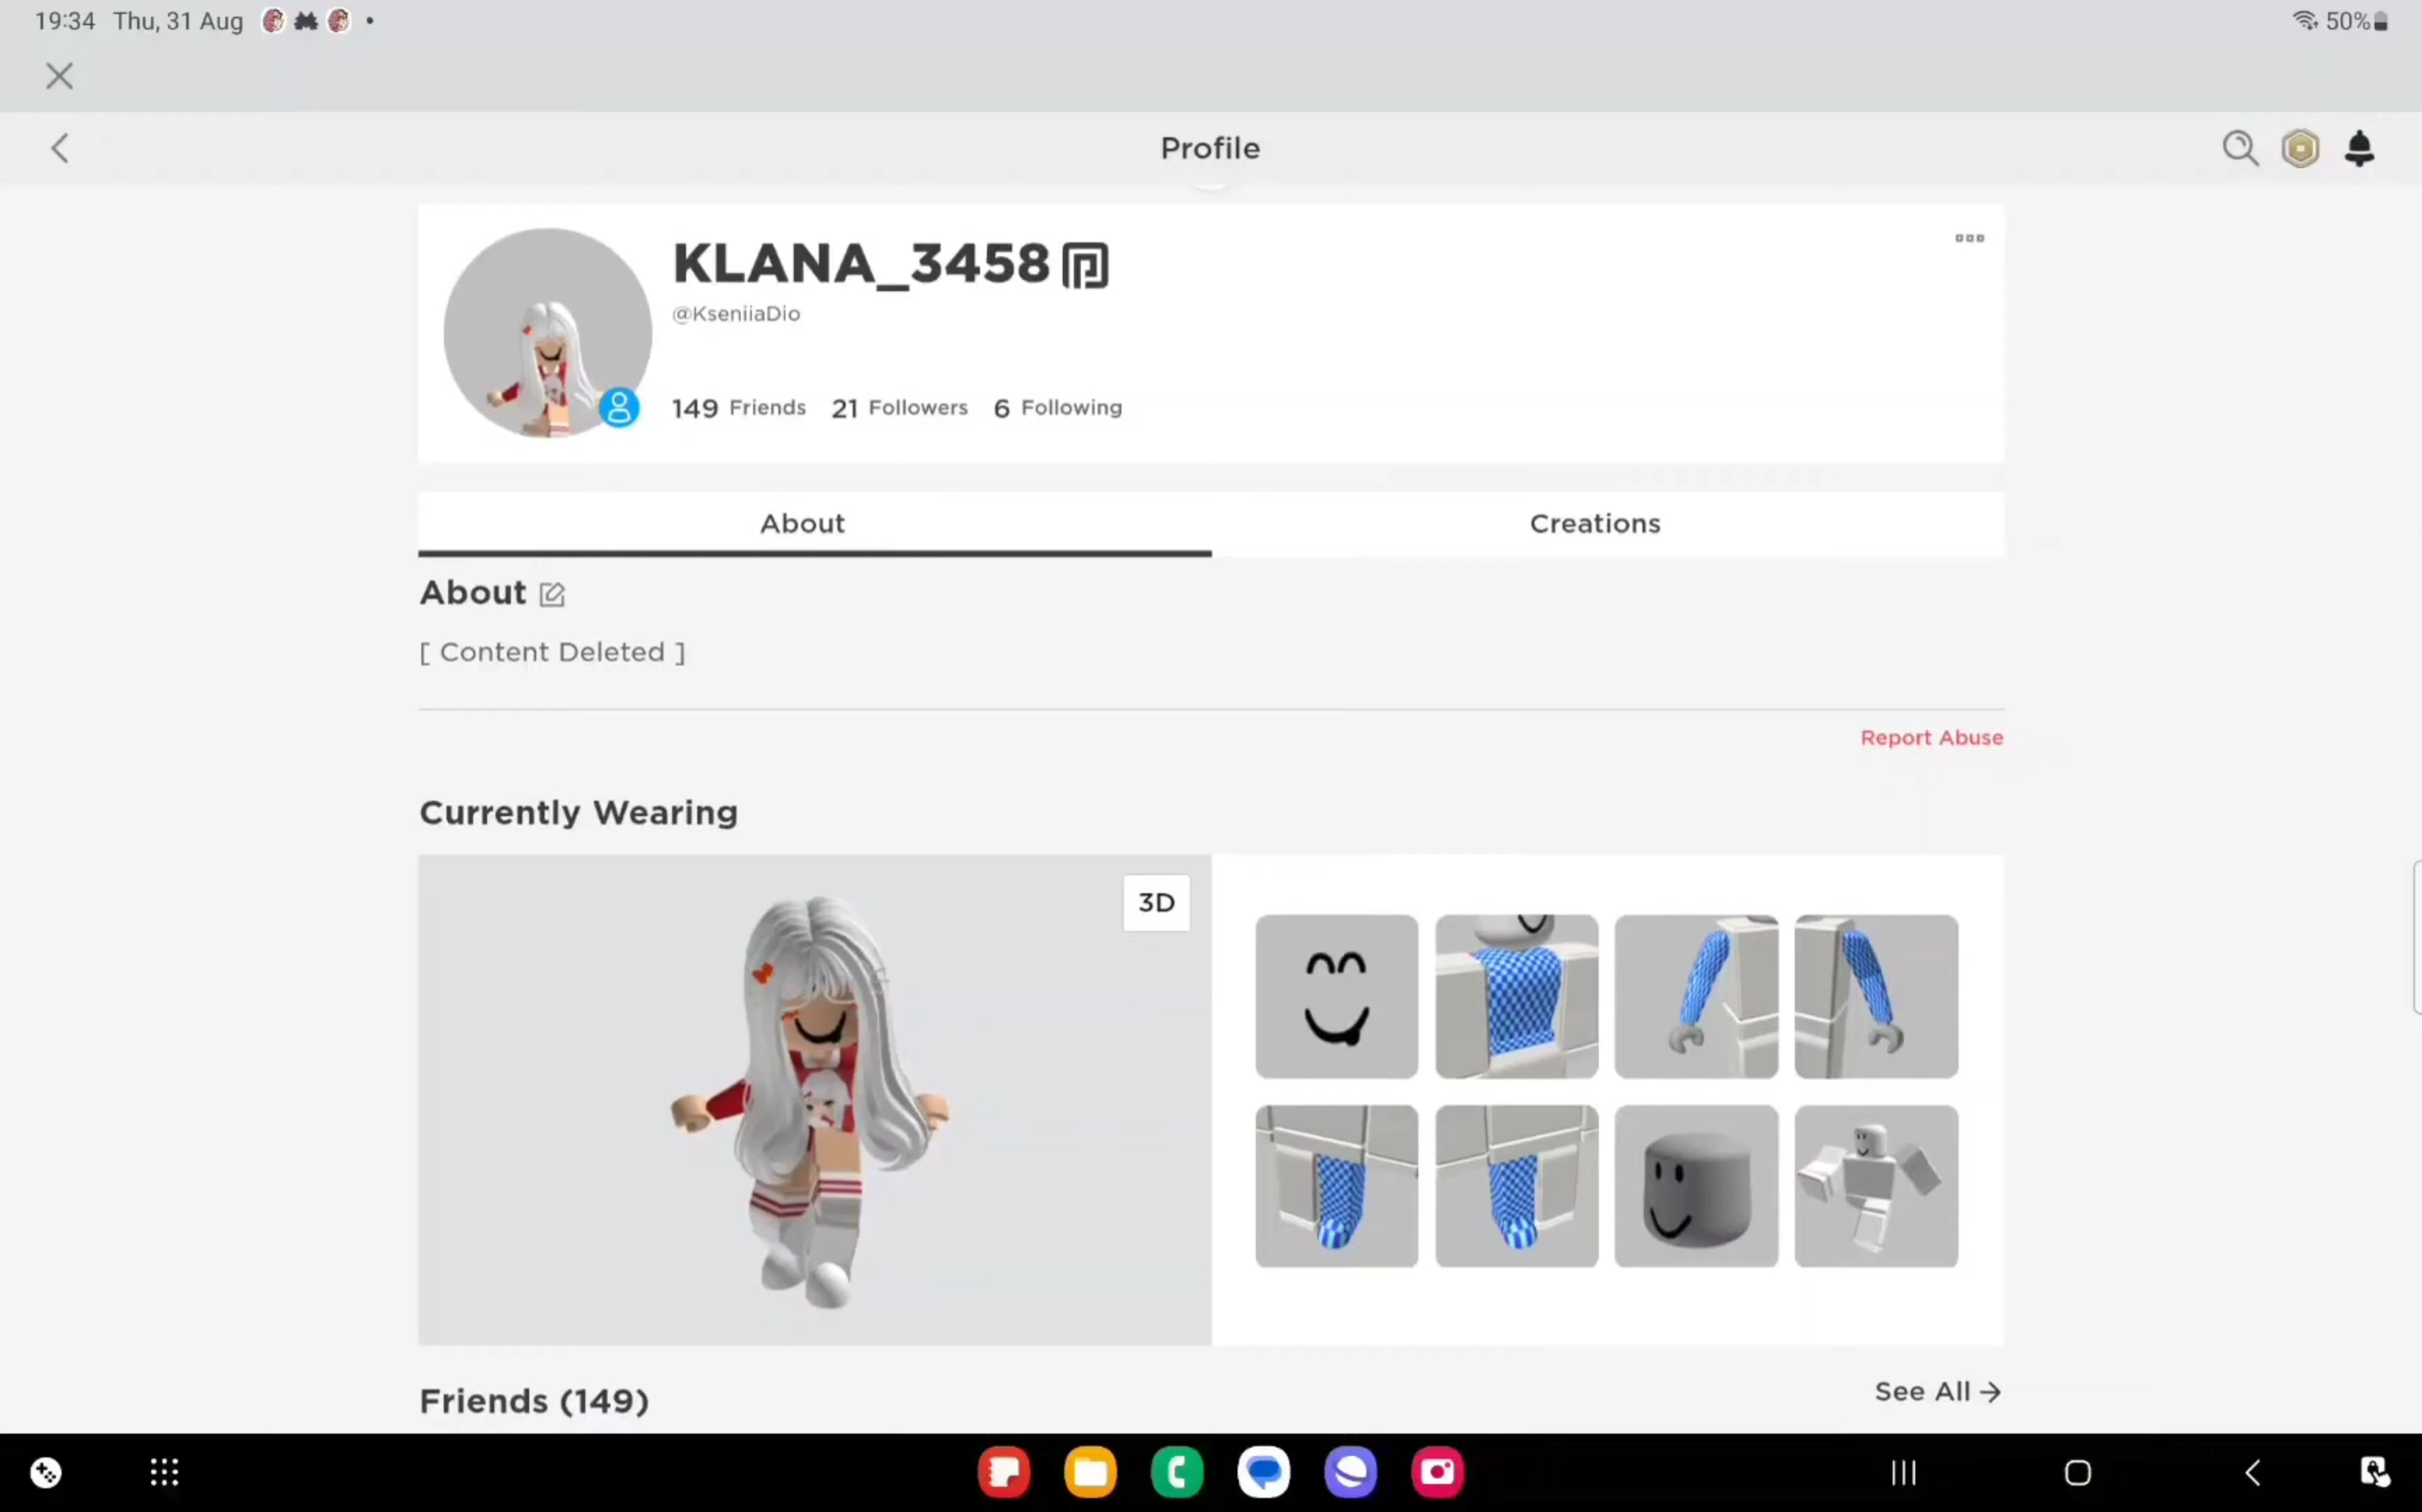 19:34 Thu, 31 Aug
50%
Profile
KLANA_3458
@KseniiaDio
149 Friends 21 Followers 6 Following
About Creations
About
[ Content Deleted ]
Report Abuse
Currently Wearing
3D
Friends (149)
See All